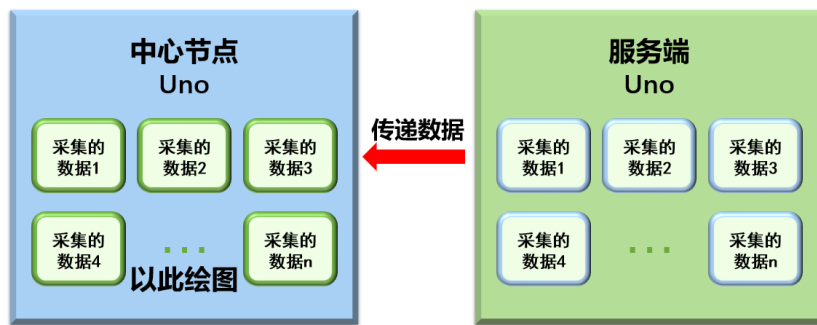 中心节点
Uno
采集的
数据1
采集的
数据2
采集的
数据3
采集的
数据4
...
采集的
数据n
以此绘图
传递数据
服务端
Uno
采集的
数据1
采集的
数据2
采集的
数据3
采集的
数据4
...
采集的
数据n